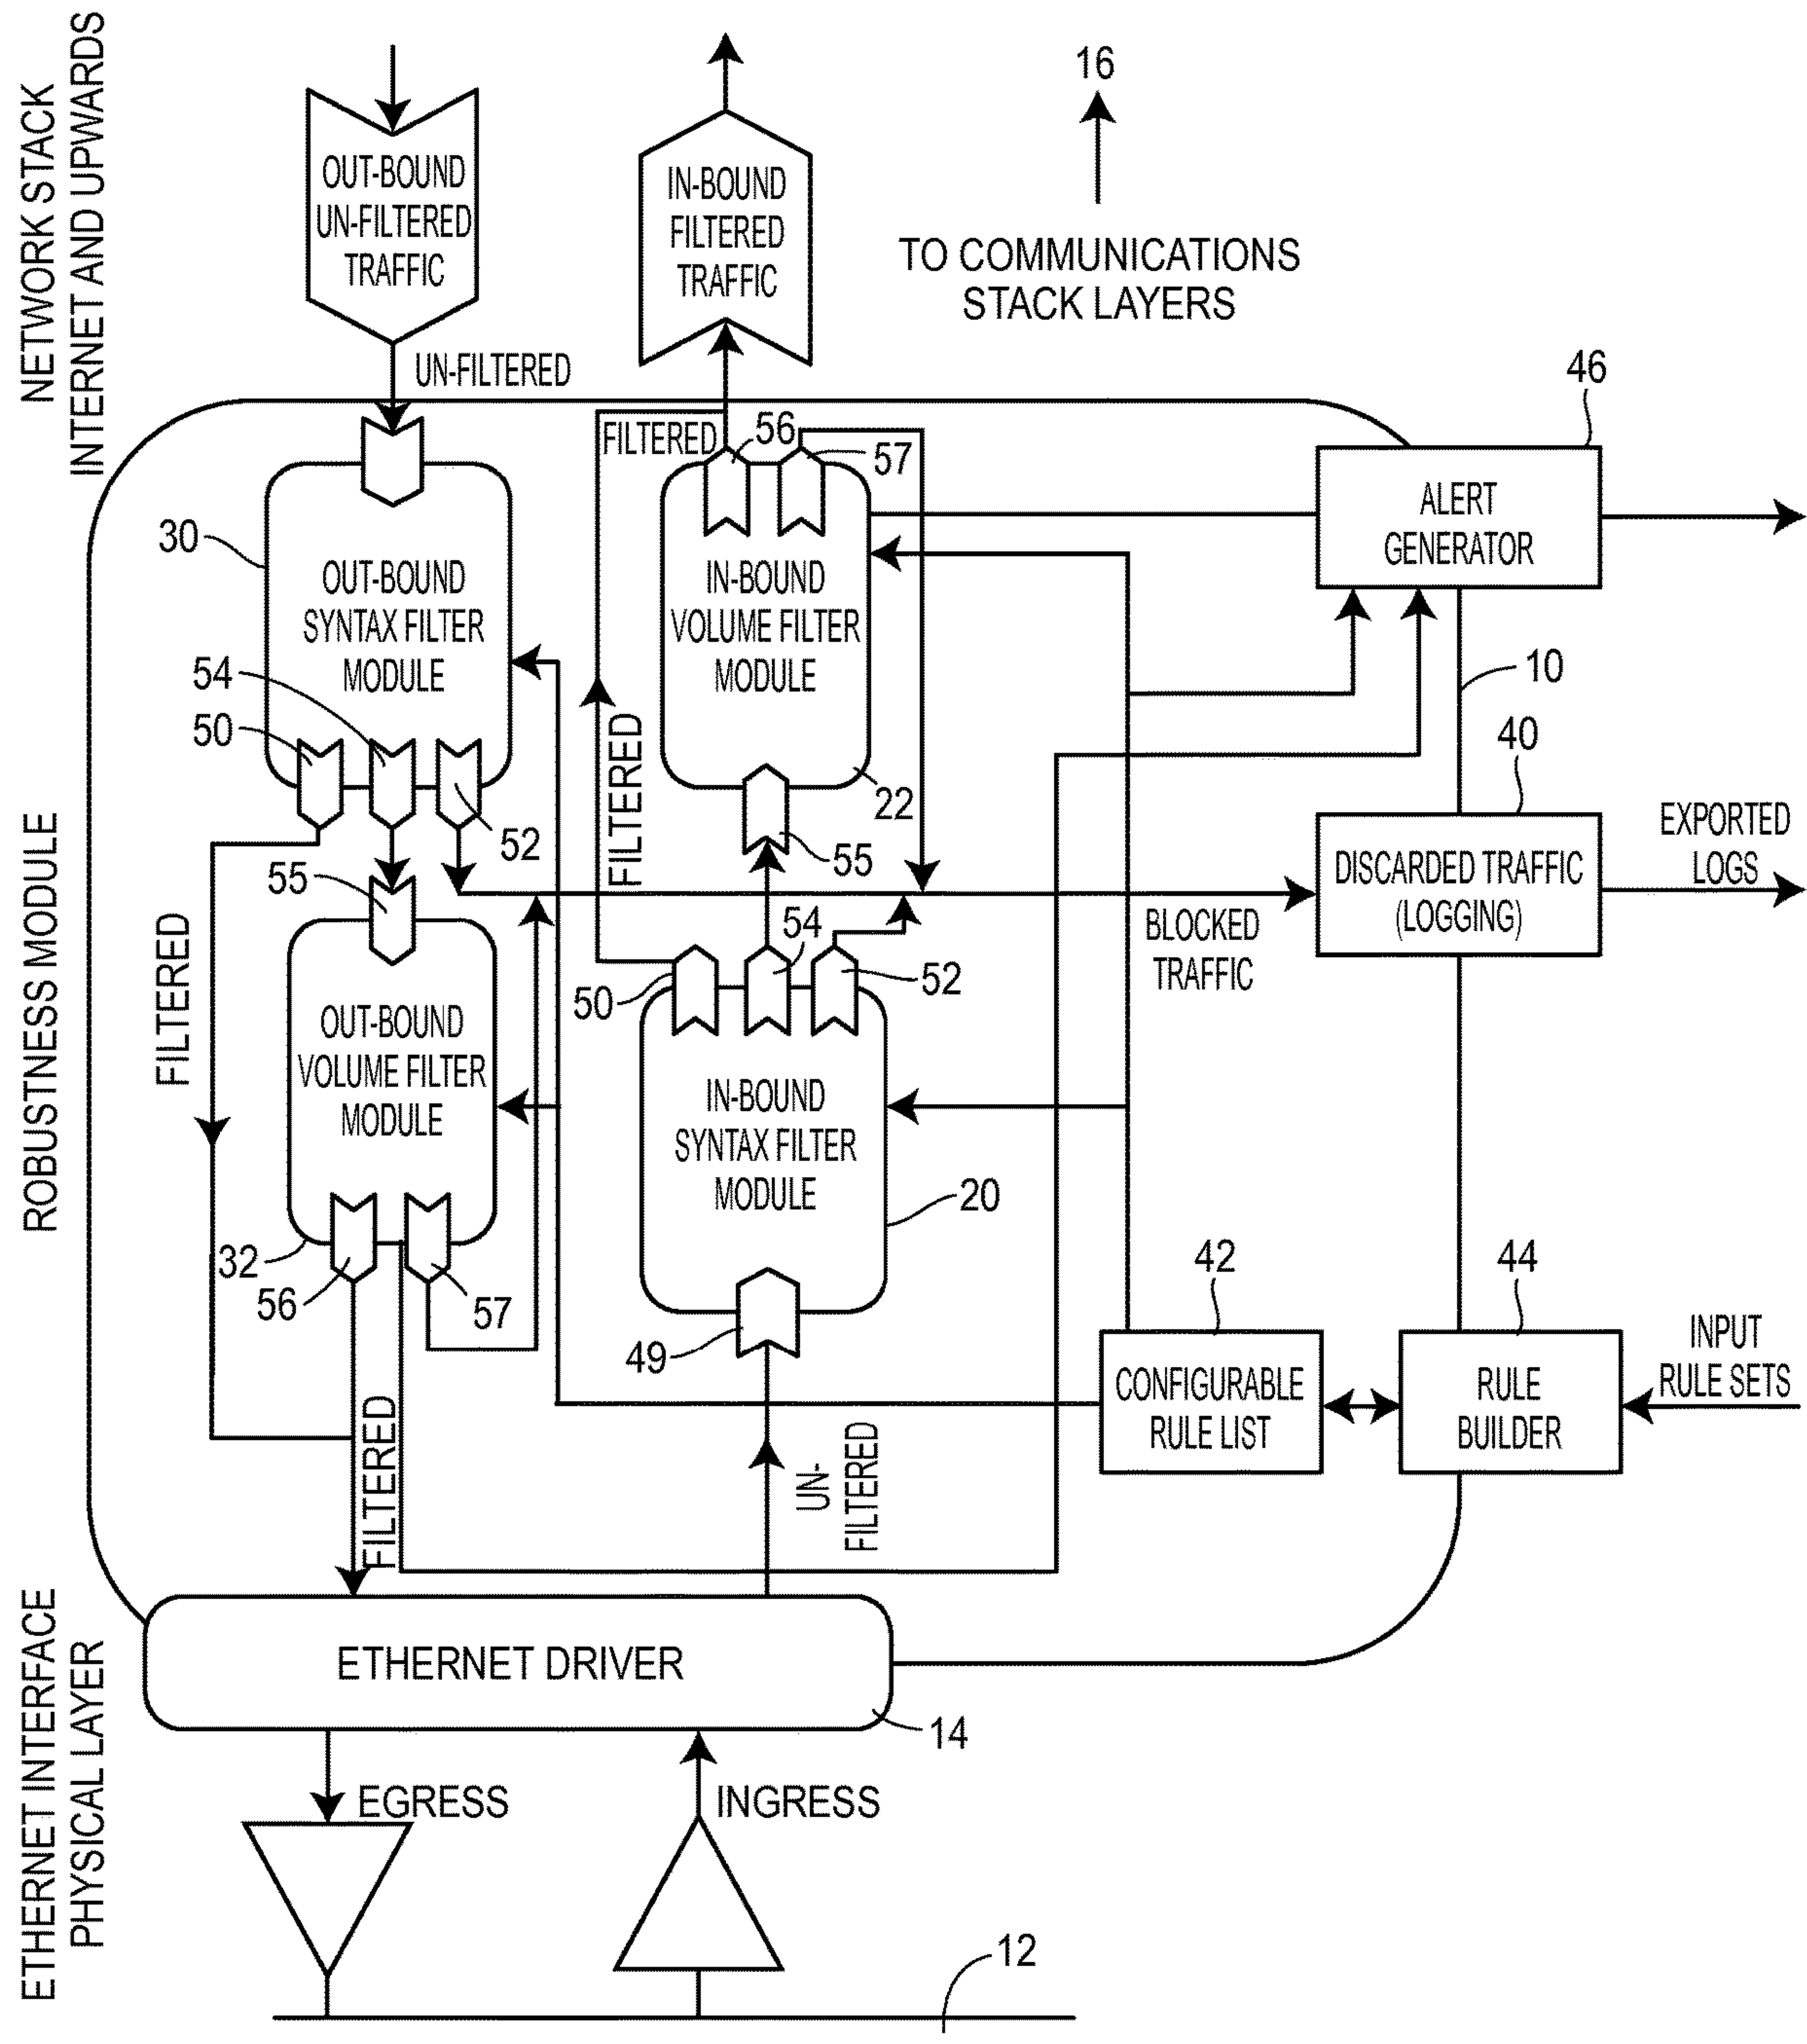 NETWORK STACK
INTERNET AND UPWARDS
OUT-BOUND
UN-FILTERED
TRAFFIC
IN-BOUND
FILTERED
TRAFFIC
16
TO COMMUNICATIONS
STACK LAYERS
UN-FILTERED
46
FILTERED
56
57
ALERT
GENERATOR
30
OUT-BOUND
SYNTAX FILTER
MODULE
IN-BOUND
VOLUME FILTER
MODULE
54
50
52
FILTERED
22
10
40
55
55
DISCARDED TRAFFIC
(LOGGING)
EXPORTED
LOGS
BLOCKED
TRAFFIC
ROBUSTNESS MODULE
FILTERED
54
50
52
OUT-BOUND
VOLUME FILTER
MODULE
IN-BOUND
SYNTAX FILTER
MODULE
20
32
56
57
49
42
44
CONFIGURABLE
RULE LIST
RULE
BUILDER
INPUT
RULE SETS
FILTERED
UN-
FILTERED
ETHERNET INTERFACE
PHYSICAL LAYER
ETHERNET DRIVER
14
EGRESS
INGRESS
12